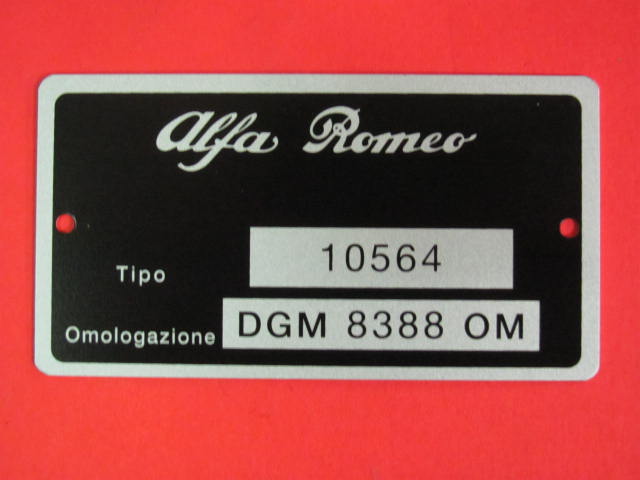 Alfa Romeo
Tipo 10564
Omologazione DGM 8388 OM